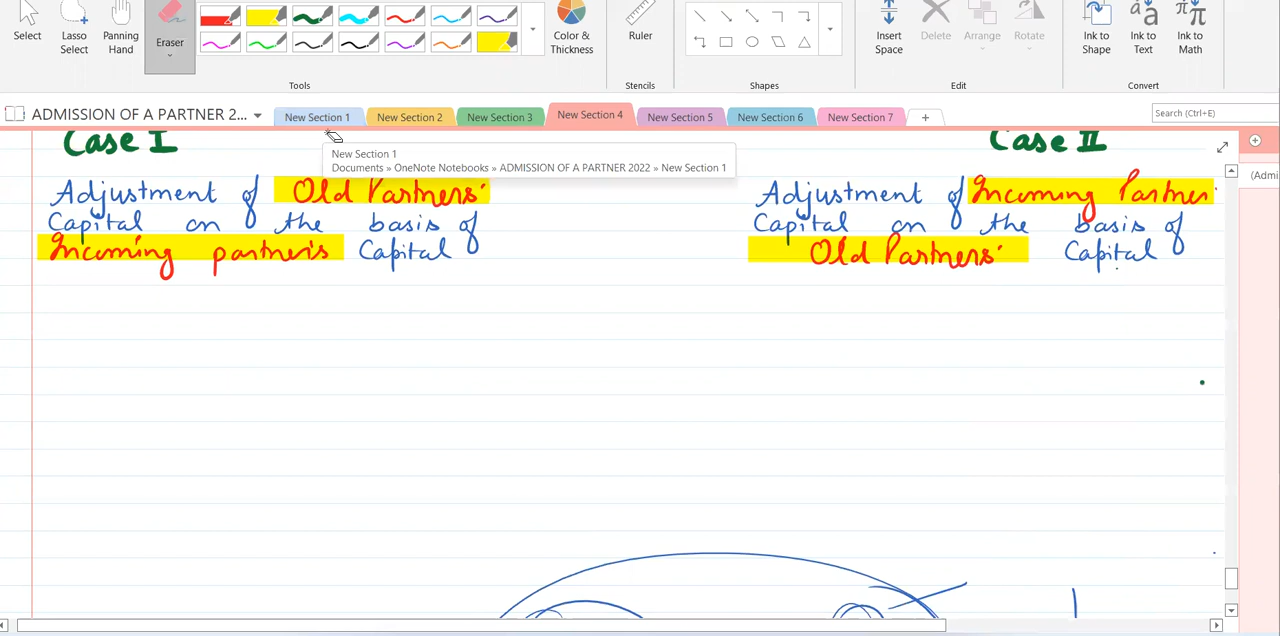 Select
Lasso Select
Panning Hand
Eraser
Color & Thickness
Ruler
Insert Space
Delete
Arrange
Rotate
Ink to Shape
Ink to Text
Ink to Math
Tools
Stencils
Shapes
Edit
Convert
ADMISSION OF A PARTNER 2...
New Section 1
New Section 2
New Section 3
New Section 4
New Section 5
New Section 6
New Section 7
Search (Ctrl+E)
New Section 1
Documents » OneNote Notebooks » ADMISSION OF A PARTNER 2022 » New Section 1
(Admi
Case I
Adjustment of Old Partners'
Capital on the basis of
Incoming partner's Capital
Case II
Adjustment of Incoming Partner'
Capital on the basis of
Old Partners' Capital